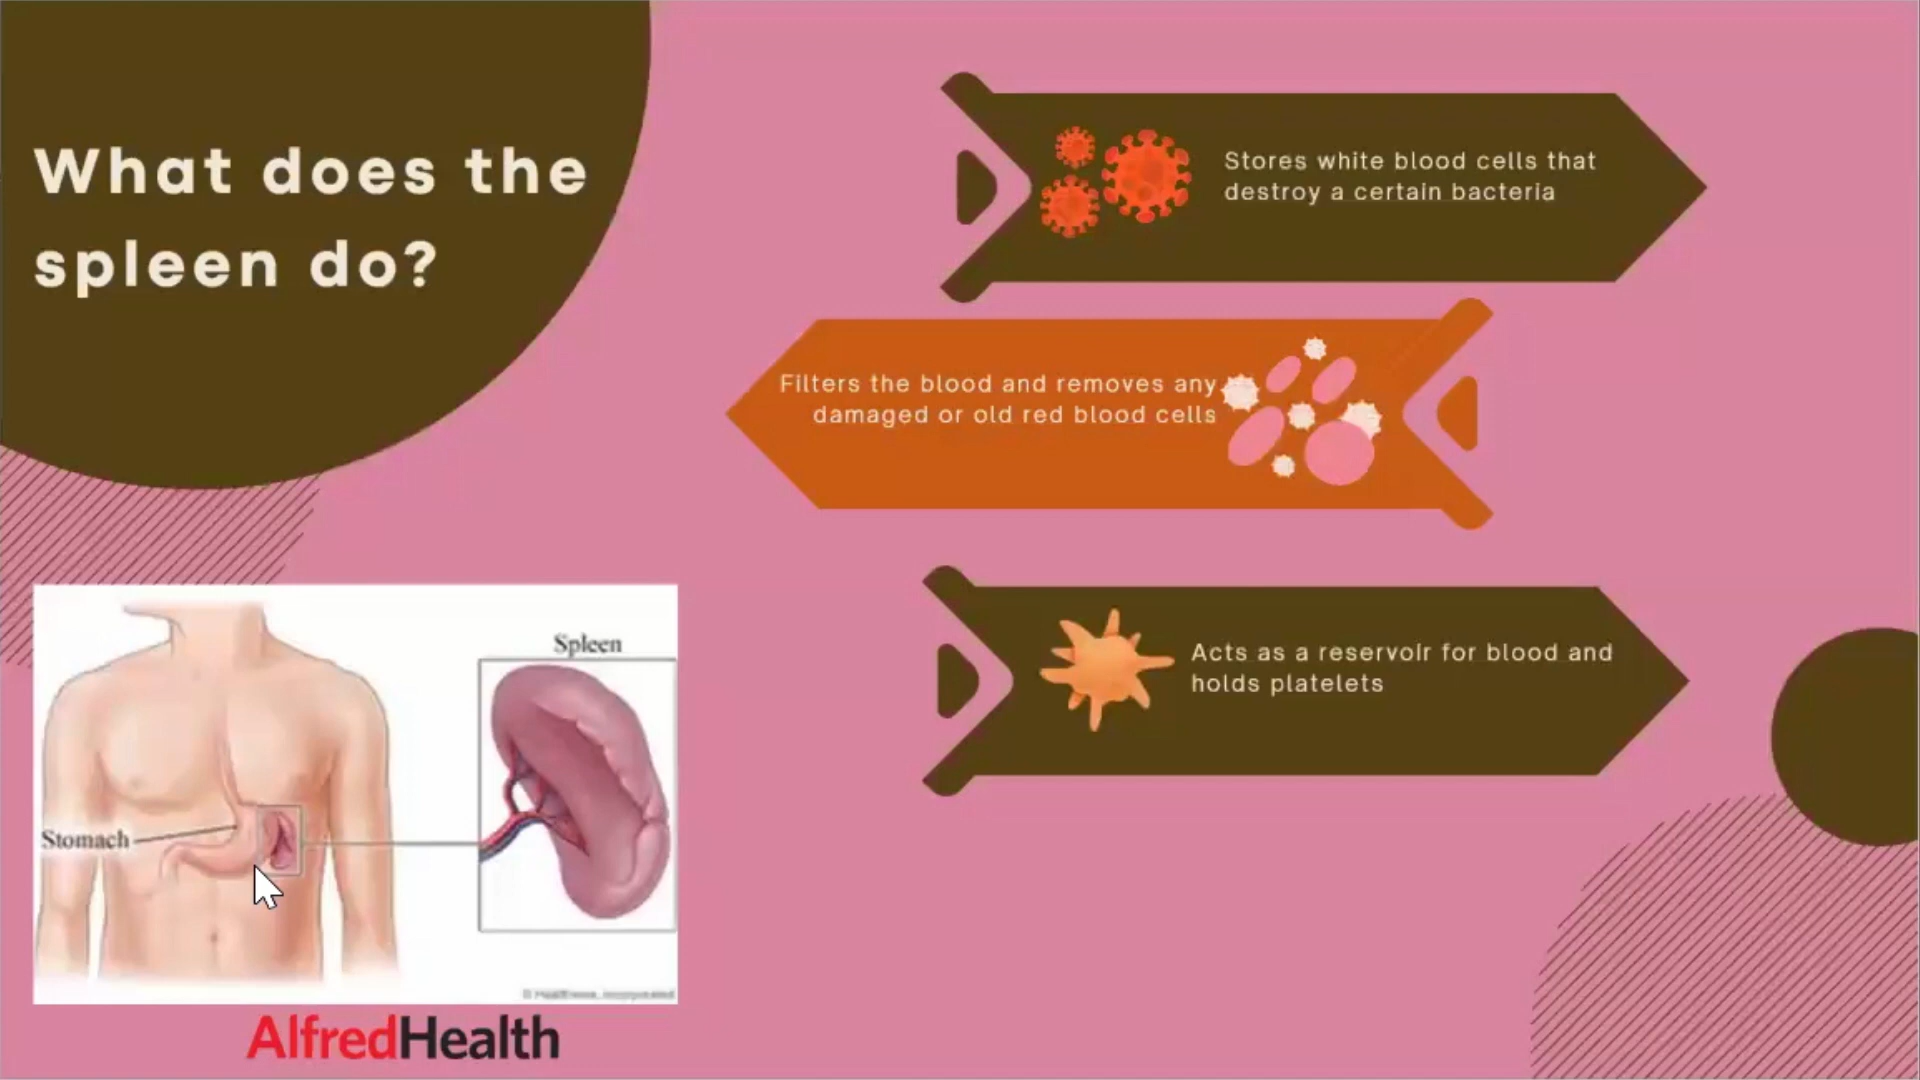 What does the
spleen do?
Stores white blood cells that
destroy a certain bacteria
Filters the blood and removes any
damaged or old red blood cells
Acts as a reservoir for blood and
holds platelets
Spleen
Stomach
AlfredHealth